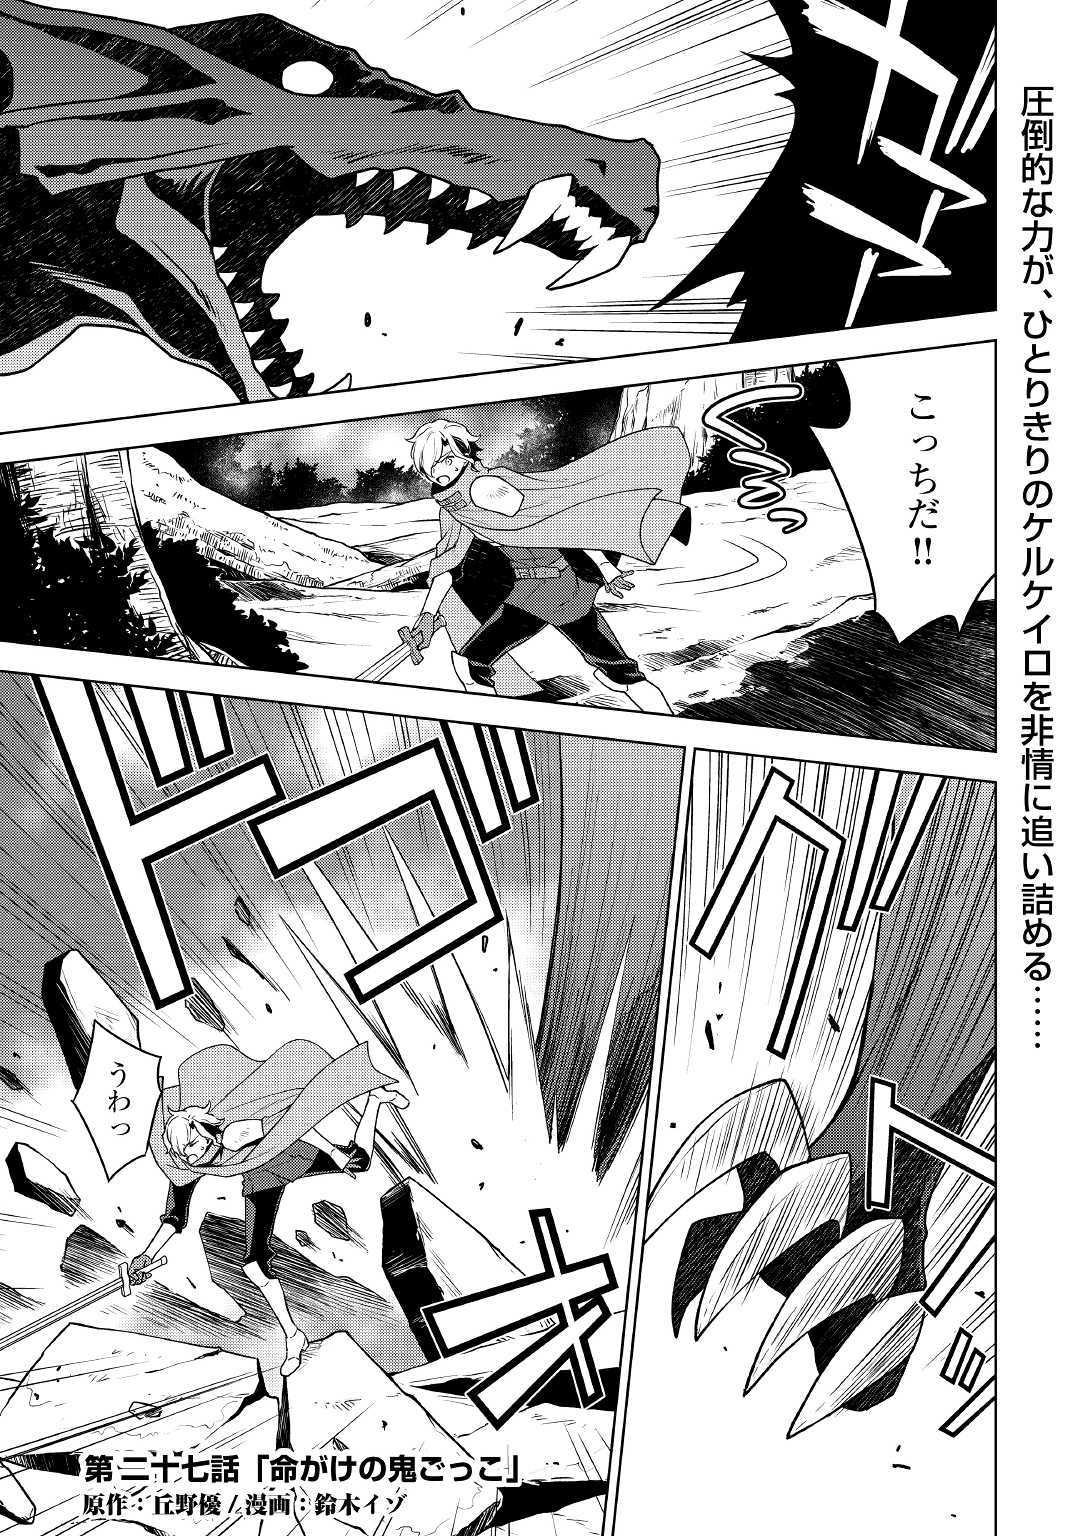 圧倒的な力が、ひとりきりのケルケイロを非情に追い詰める……
こっちだ!!
ドゴ
うわっ
第二十七話「命がけの鬼ごっこ」
原作：丘野優/漫画：鈴木イゾ